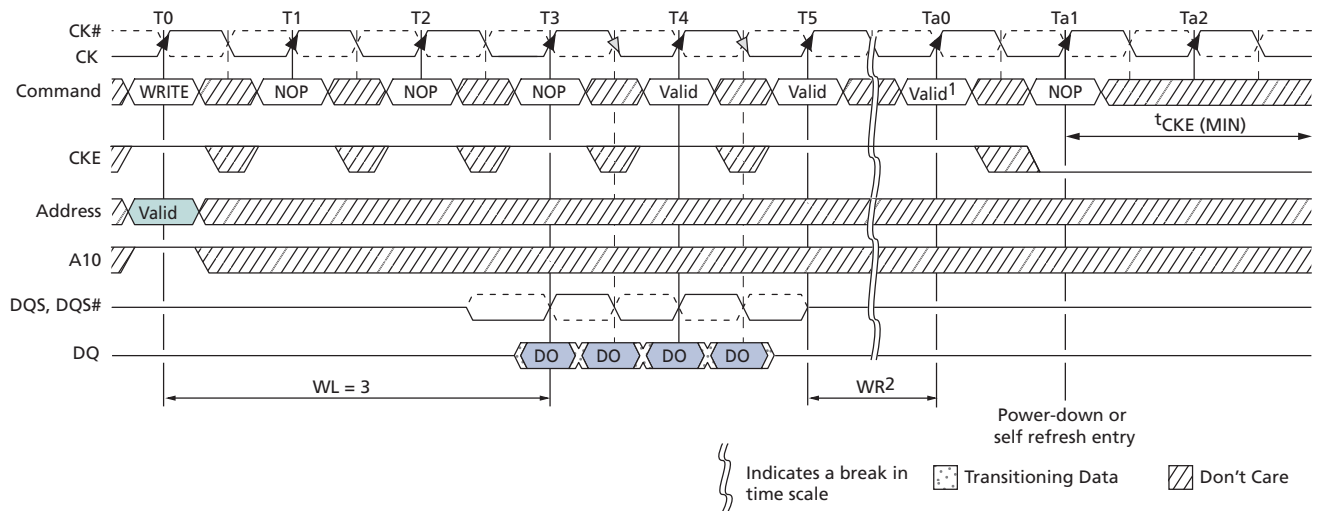 T0 T1 T2 T3 T4 T5 Ta0 Ta1 Ta2
CK#
CK
Command WRITE NOP NOP NOP Valid Valid Valid1 NOP
tCKE (MIN)
CKE
Address Valid
A10
DQS, DQS#
DQ DO DO DO DO
WL = 3 WR2
Power-down or
self refresh entry
Indicates a break in
time scale
Transitioning Data
Don't Care